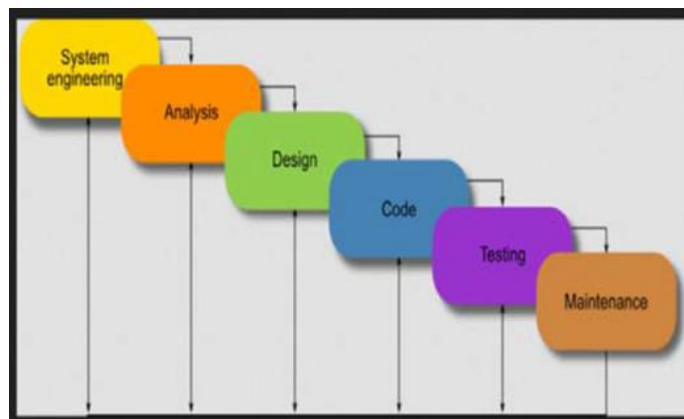 System
engineering
Analysis
Design
Code
Testing
Maintenance